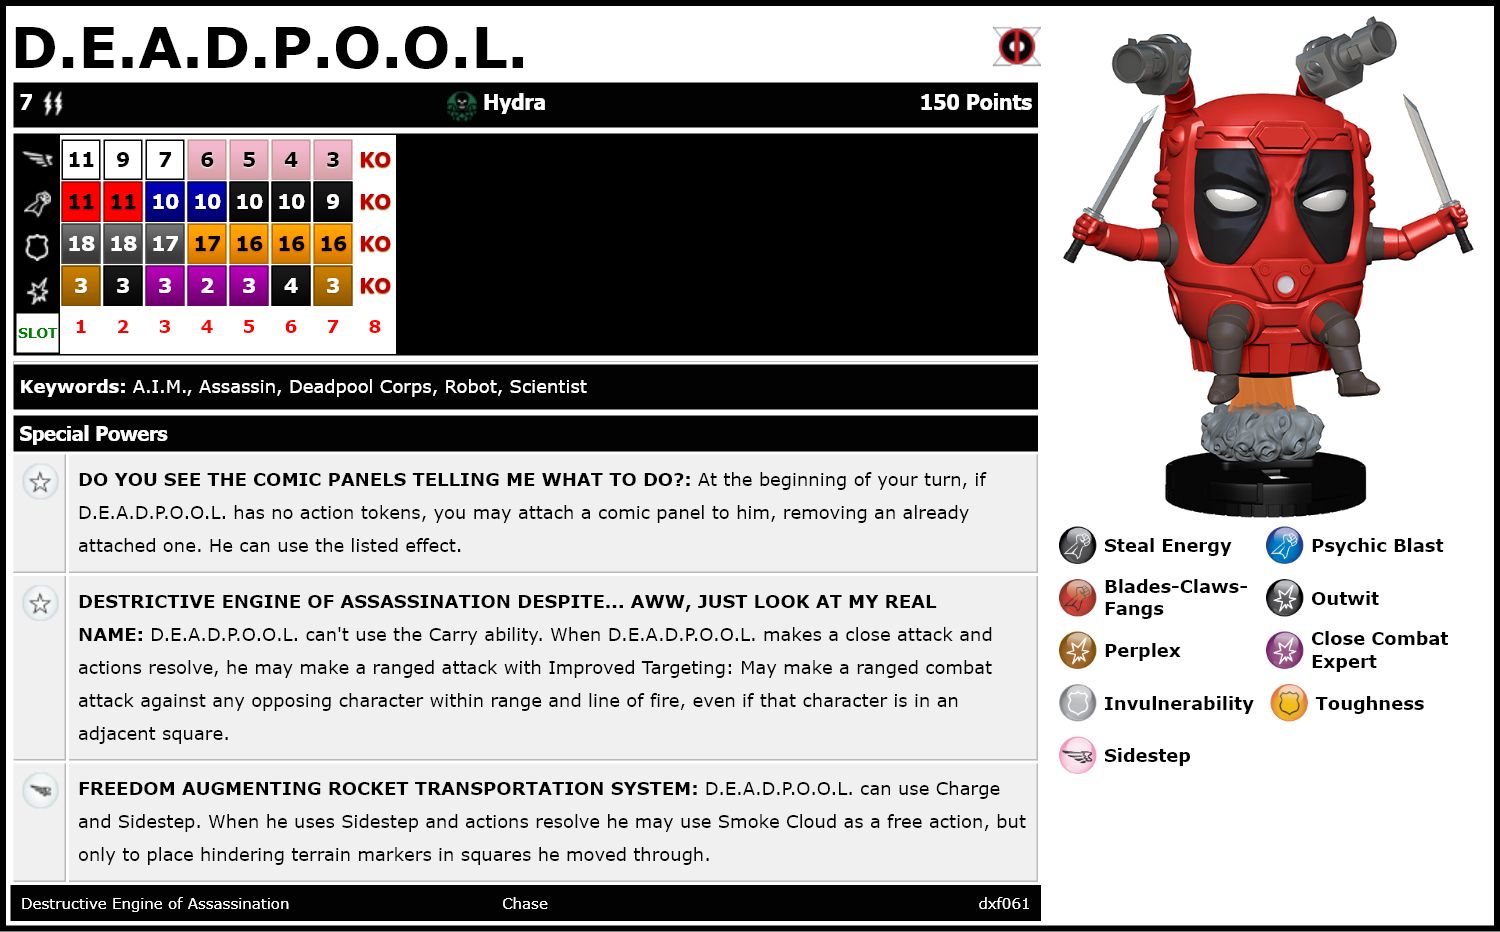 D.E.A.D.P.O.O.L.
7 Hydra 150 Points
11 9 7 6 5 4 3 KO
11 11 10 10 10 10 9 KO
18 18 17 17 16 16 16 KO
3 3 3 2 3 4 3 KO
SLOT 1 2 3 4 5 6 7 8
Keywords: A.I.M., Assassin, Deadpool Corps, Robot, Scientist
Special Powers
DO YOU SEE THE COMIC PANELS TELLING ME WHAT TO DO?: At the beginning of your turn, if
D.E.A.D.P.O.O.L. has no action tokens, you may attach a comic panel to him, removing an already
attached one. He can use the listed effect.
DESTRICTIVE ENGINE OF ASSASSINATION DESPITE... AWW, JUST LOOK AT MY REAL
NAME: D.E.A.D.P.O.O.L. can't use the Carry ability. When D.E.A.D.P.O.O.L. makes a close attack and
actions resolve, he may make a ranged attack with Improved Targeting: May make a ranged combat
attack against any opposing character within range and line of fire, even if that character is in an
adjacent square.
FREEDOM AUGMENTING ROCKET TRANSPORTATION SYSTEM: D.E.A.D.P.O.O.L. can use Charge
and Sidestep. When he uses Sidestep and actions resolve he may use Smoke Cloud as a free action, but
only to place hindering terrain markers in squares he moved through.
Destructive Engine of Assassination Chase dxf061
Steal Energy Psychic Blast
Blades-Claws-
Fangs
Outwit
Perplex
Close Combat
Expert
Invulnerability Toughness
Sidestep